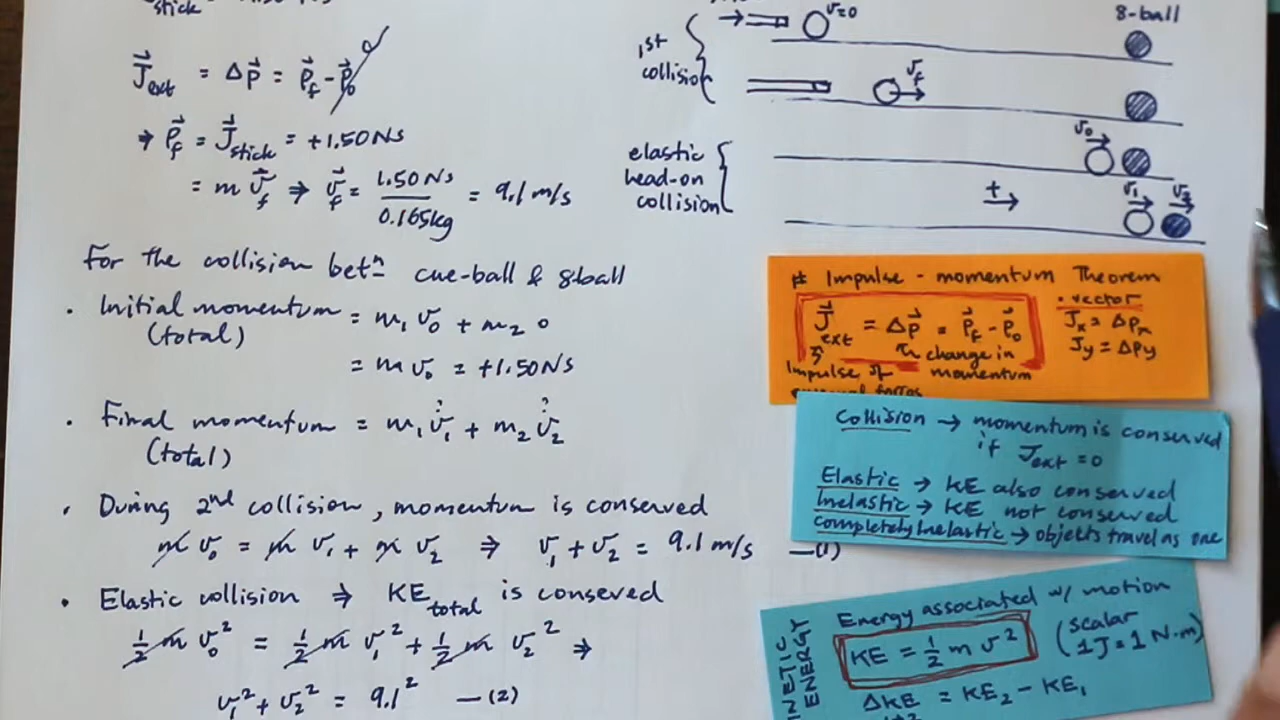 stick
J⃗ext = Δp⃗ = p⃗f - p⃗0 0
⇒ p⃗f = J⃗stick = +1.50 Ns
= m v⃗f ⇒ v⃗f = 1.50 Ns / 0.165kg = 9.1 m/s
For the collision betⁿ cue-ball & 8ball
• Initial momentum = m₁ v₀ + m₂ 0
(total)
= m v₀ = +1.50 Ns
• Final momentum = m₁ v₁ + m₂ v₂
? ?
(total)
• During 2nd collision, momentum is conserved
m v₀ = m v₁ + m v₂ ⇒ v₁ + v₂ = 9.1 m/s —(1)
• Elastic collision ⇒ KE total is conseved
½ m v₀² = ½ m v₁² + ½ m v₂² ⇒
v₁² + v₂² = 9.1² —(2)
v=0
8-ball
1st
collision
vf
elastic
head-on
collision
v₀
+
v₁ v₂
# Impulse - momentum Theorem
J⃗ext = Δp⃗ = p⃗f - p⃗0
• vector
Jx = Δpx
Jy = Δpy
change in
momentum
Impulse of
Collision → momentum is conserved
if Jext = 0
Elastic → KE also conserved
Inelastic → KE not conserved
Completely Inelastic → objects travel as one
KINETIC
ENERGY
Energy associated w/ motion
KE = ½ m v²
(scalar
1J = 1 N·m)
ΔKE = KE₂ - KE₁